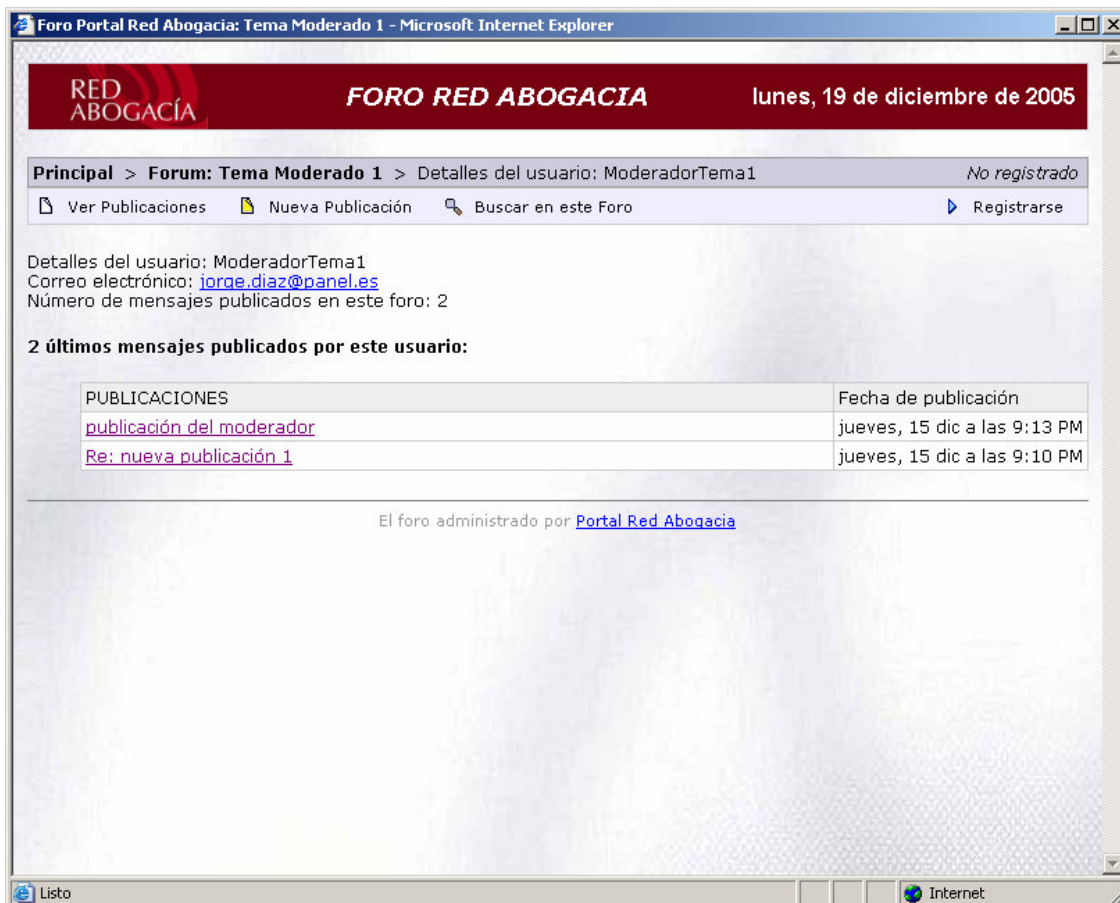 Foro Portal Red Abogacia: Tema Moderado 1 - Microsoft Internet Explorer
RED
ABOGACÍA
FORO RED ABOGACIA
lunes, 19 de diciembre de 2005
Principal > Forum: Tema Moderado 1 > Detalles del usuario: ModeradorTema1 No registrado
Ver Publicaciones Nueva Publicación Buscar en este Foro Registrarse
Detalles del usuario: ModeradorTema1
Correo electrónico: jorge.diaz@panel.es
Número de mensajes publicados en este foro: 2
2 últimos mensajes publicados por este usuario:
PUBLICACIONES Fecha de publicación
publicación del moderador jueves, 15 dic a las 9:13 PM
Re: nueva publicación 1 jueves, 15 dic a las 9:10 PM
El foro administrado por Portal Red Abogacia
Listo Internet